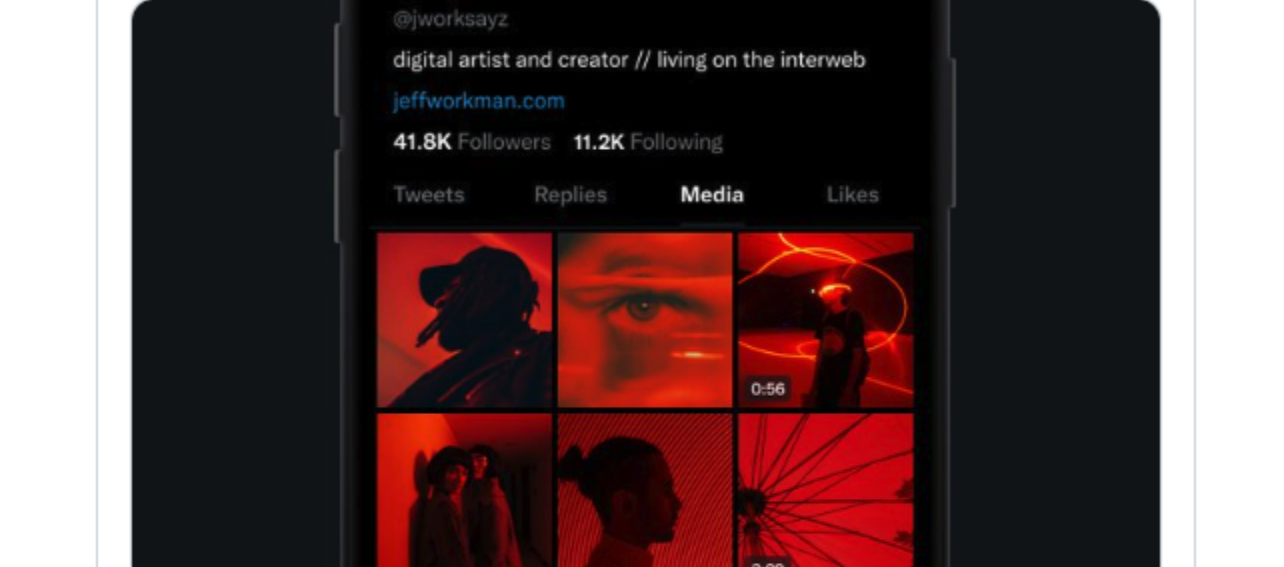 @jworksayz
digital artist and creator // living on the interweb
jeffworkman.com
41.8K Followers 11.2K Following
Tweets Replies Media Likes
0:56